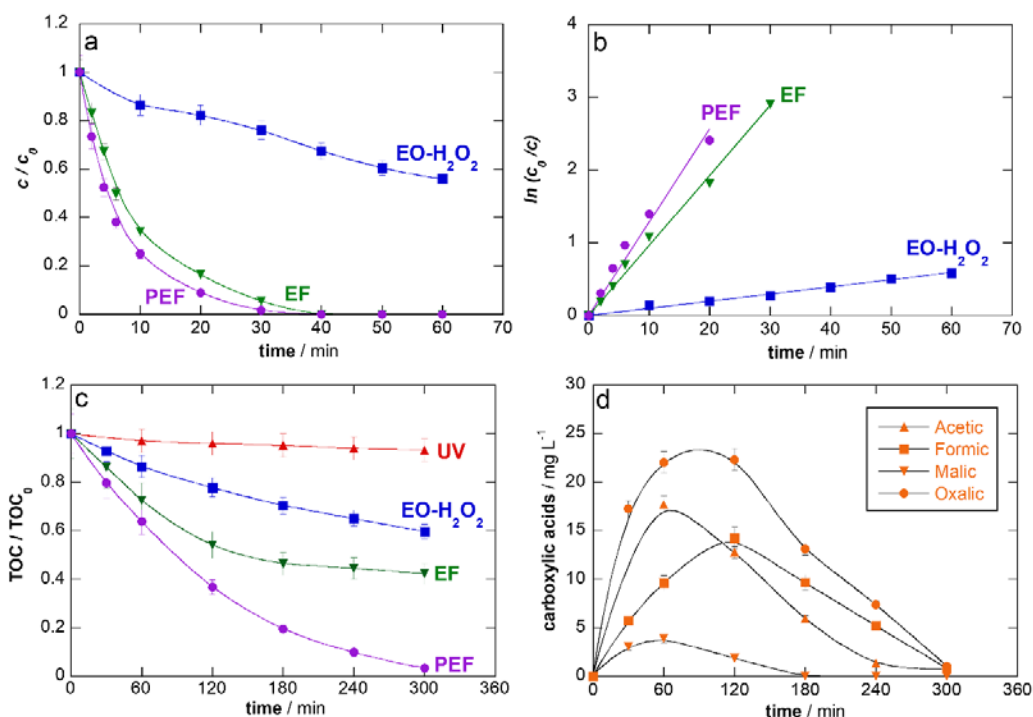 a
c / c0
1.2
1
0.8
0.6
0.4
0.2
0
EO-H2O2
PEF
EF
0 10 20 30 40 50 60 70
time / min
b
ln (c0/c)
4
3
2
1
0
PEF
EF
EO-H2O2
0 10 20 30 40 50 60 70
time / min
c
TOC / TOC0
1.2
1
0.8
0.6
0.4
0.2
0
UV
EO-H2O2
EF
PEF
0 60 120 180 240 300 360
time / min
d
carboxylic acids / mg L-1
30
25
20
15
10
5
0
Acetic
Formic
Malic
Oxalic
0 60 120 180 240 300 360
time / min